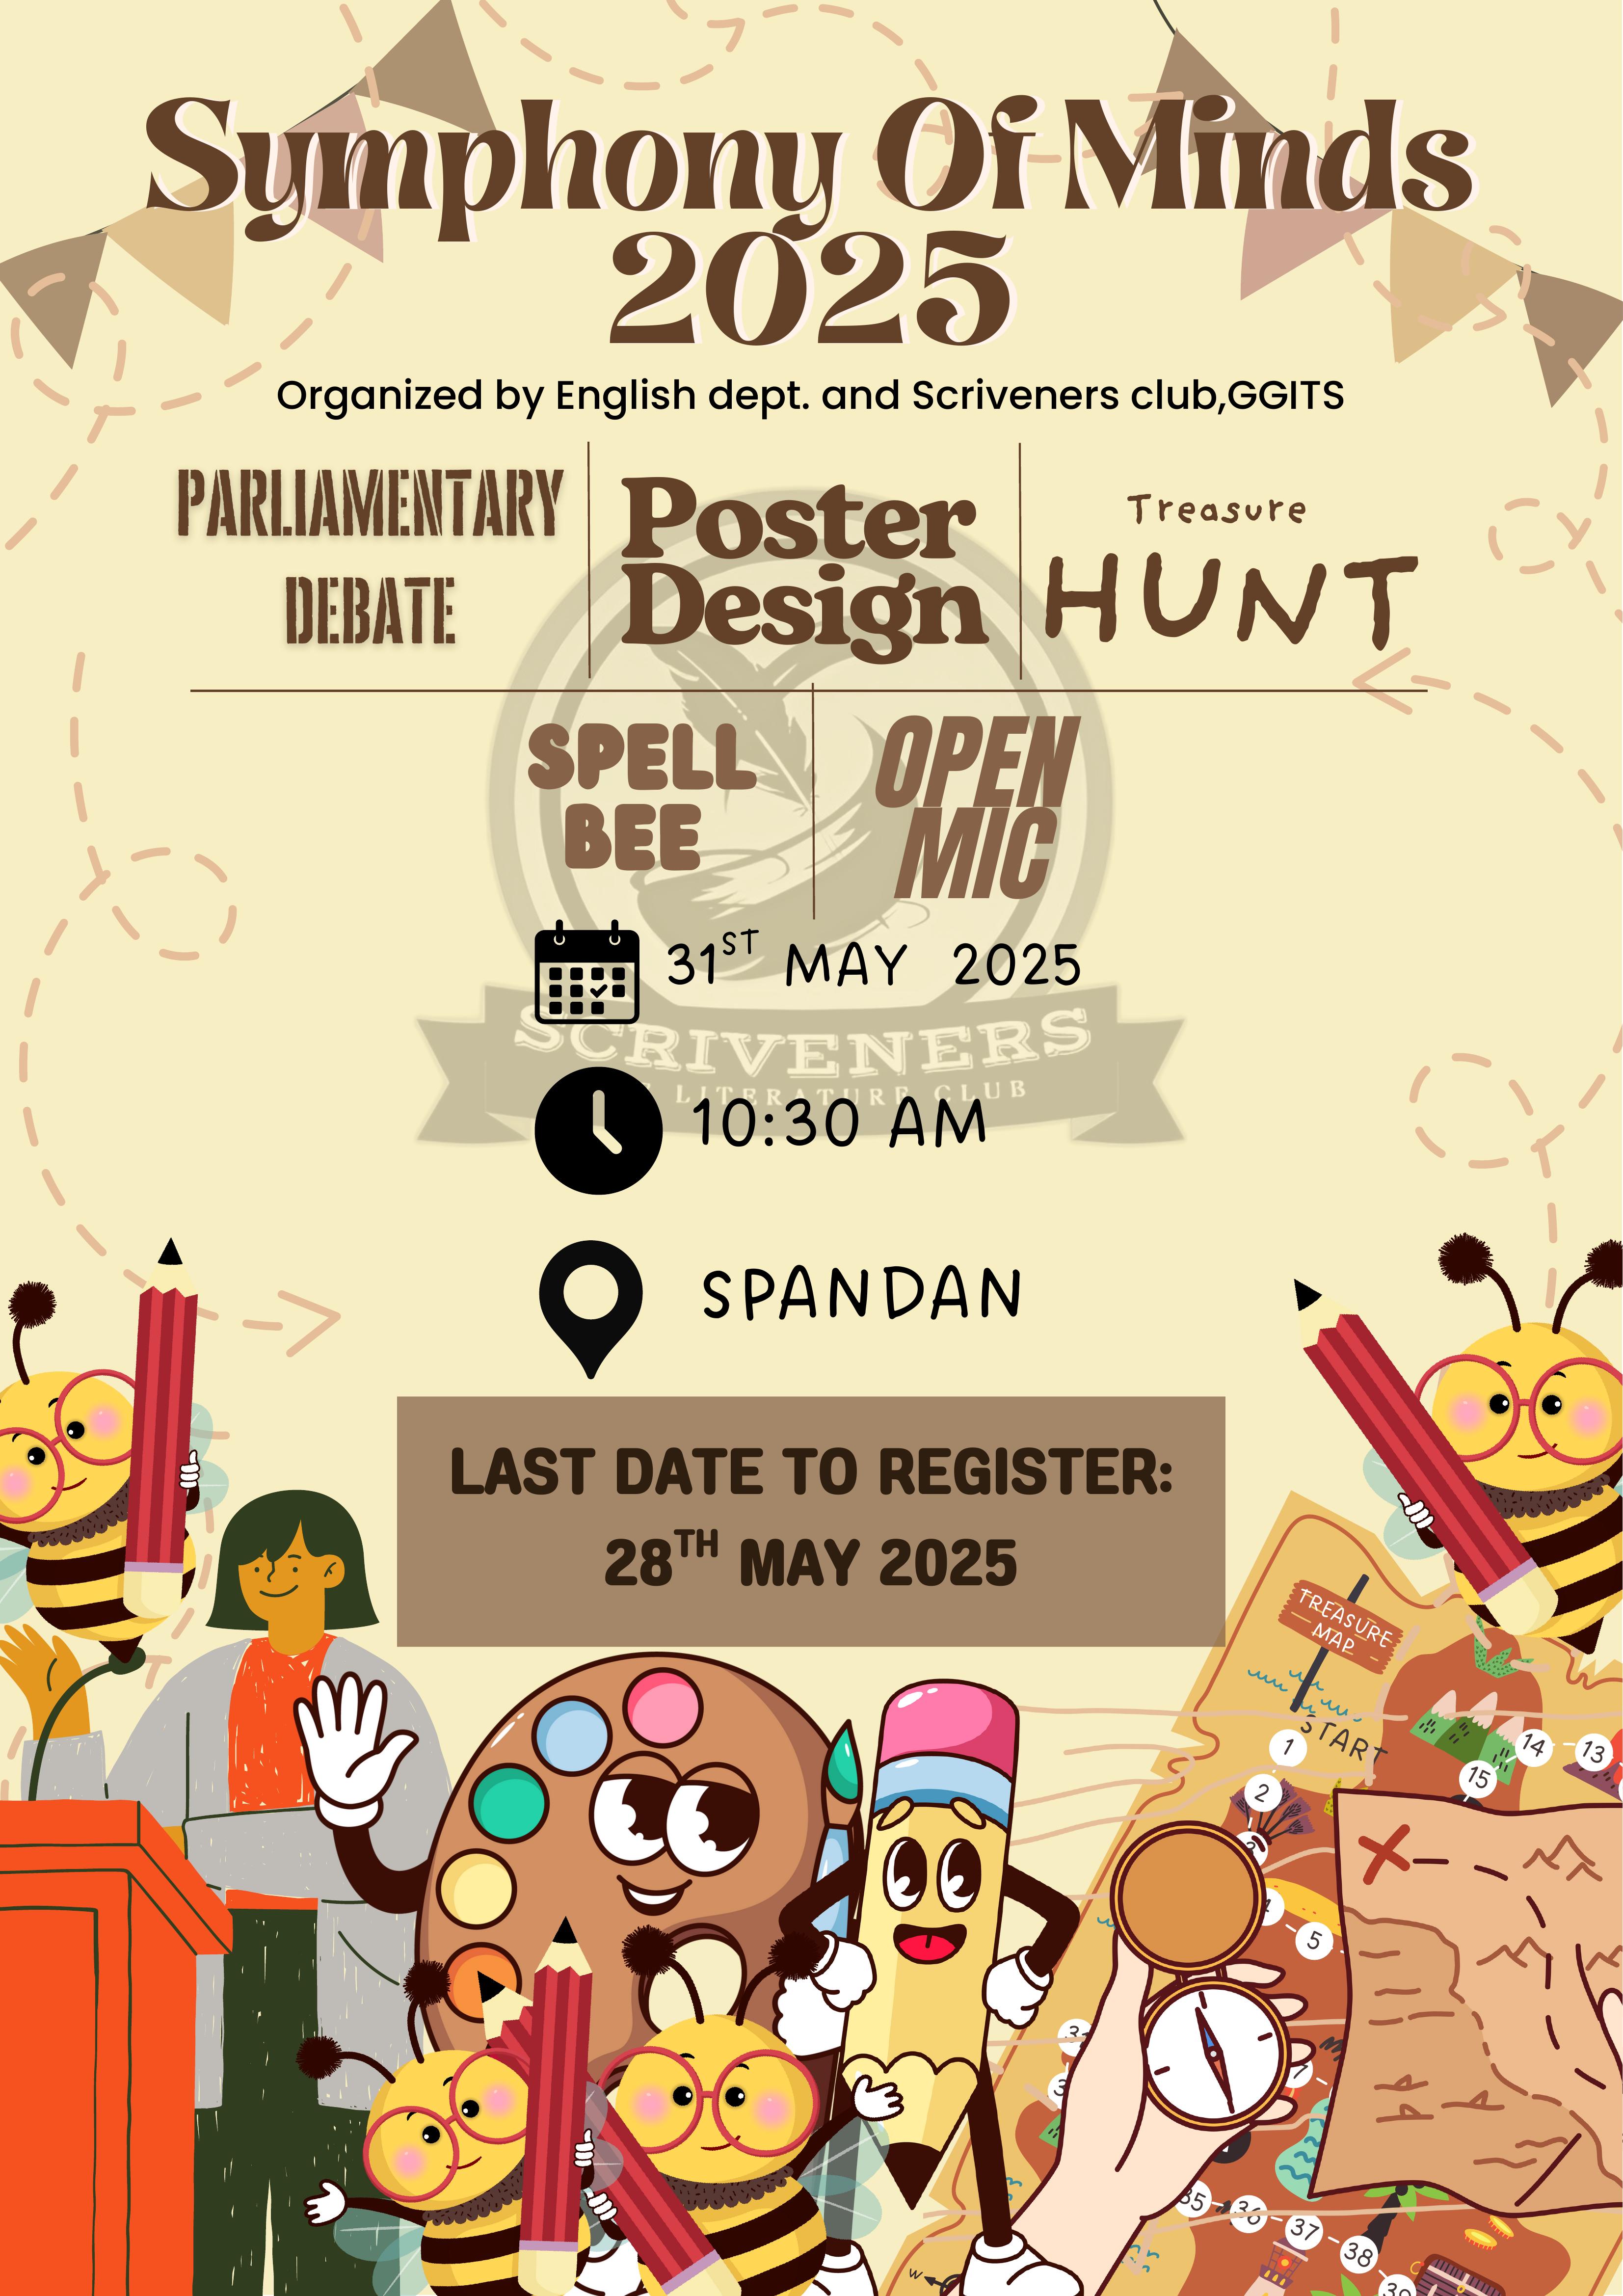 Symphony Of Minds
2025
Organized by English dept. and Scriveners club,GGITS
PARLIAMENTARY
DEBATE
Poster
Design
Treasure
HUNT
SPELL
BEE
OPEN
MIC
31ST MAY 2025
SCRIVENERS
LITERATURE CLUB
10:30 AM
SPANDAN
LAST DATE TO REGISTER:
28TH MAY 2025
TREASURE
MAP
START
1
2
14
13
15
5
35
36
37
38
39
W